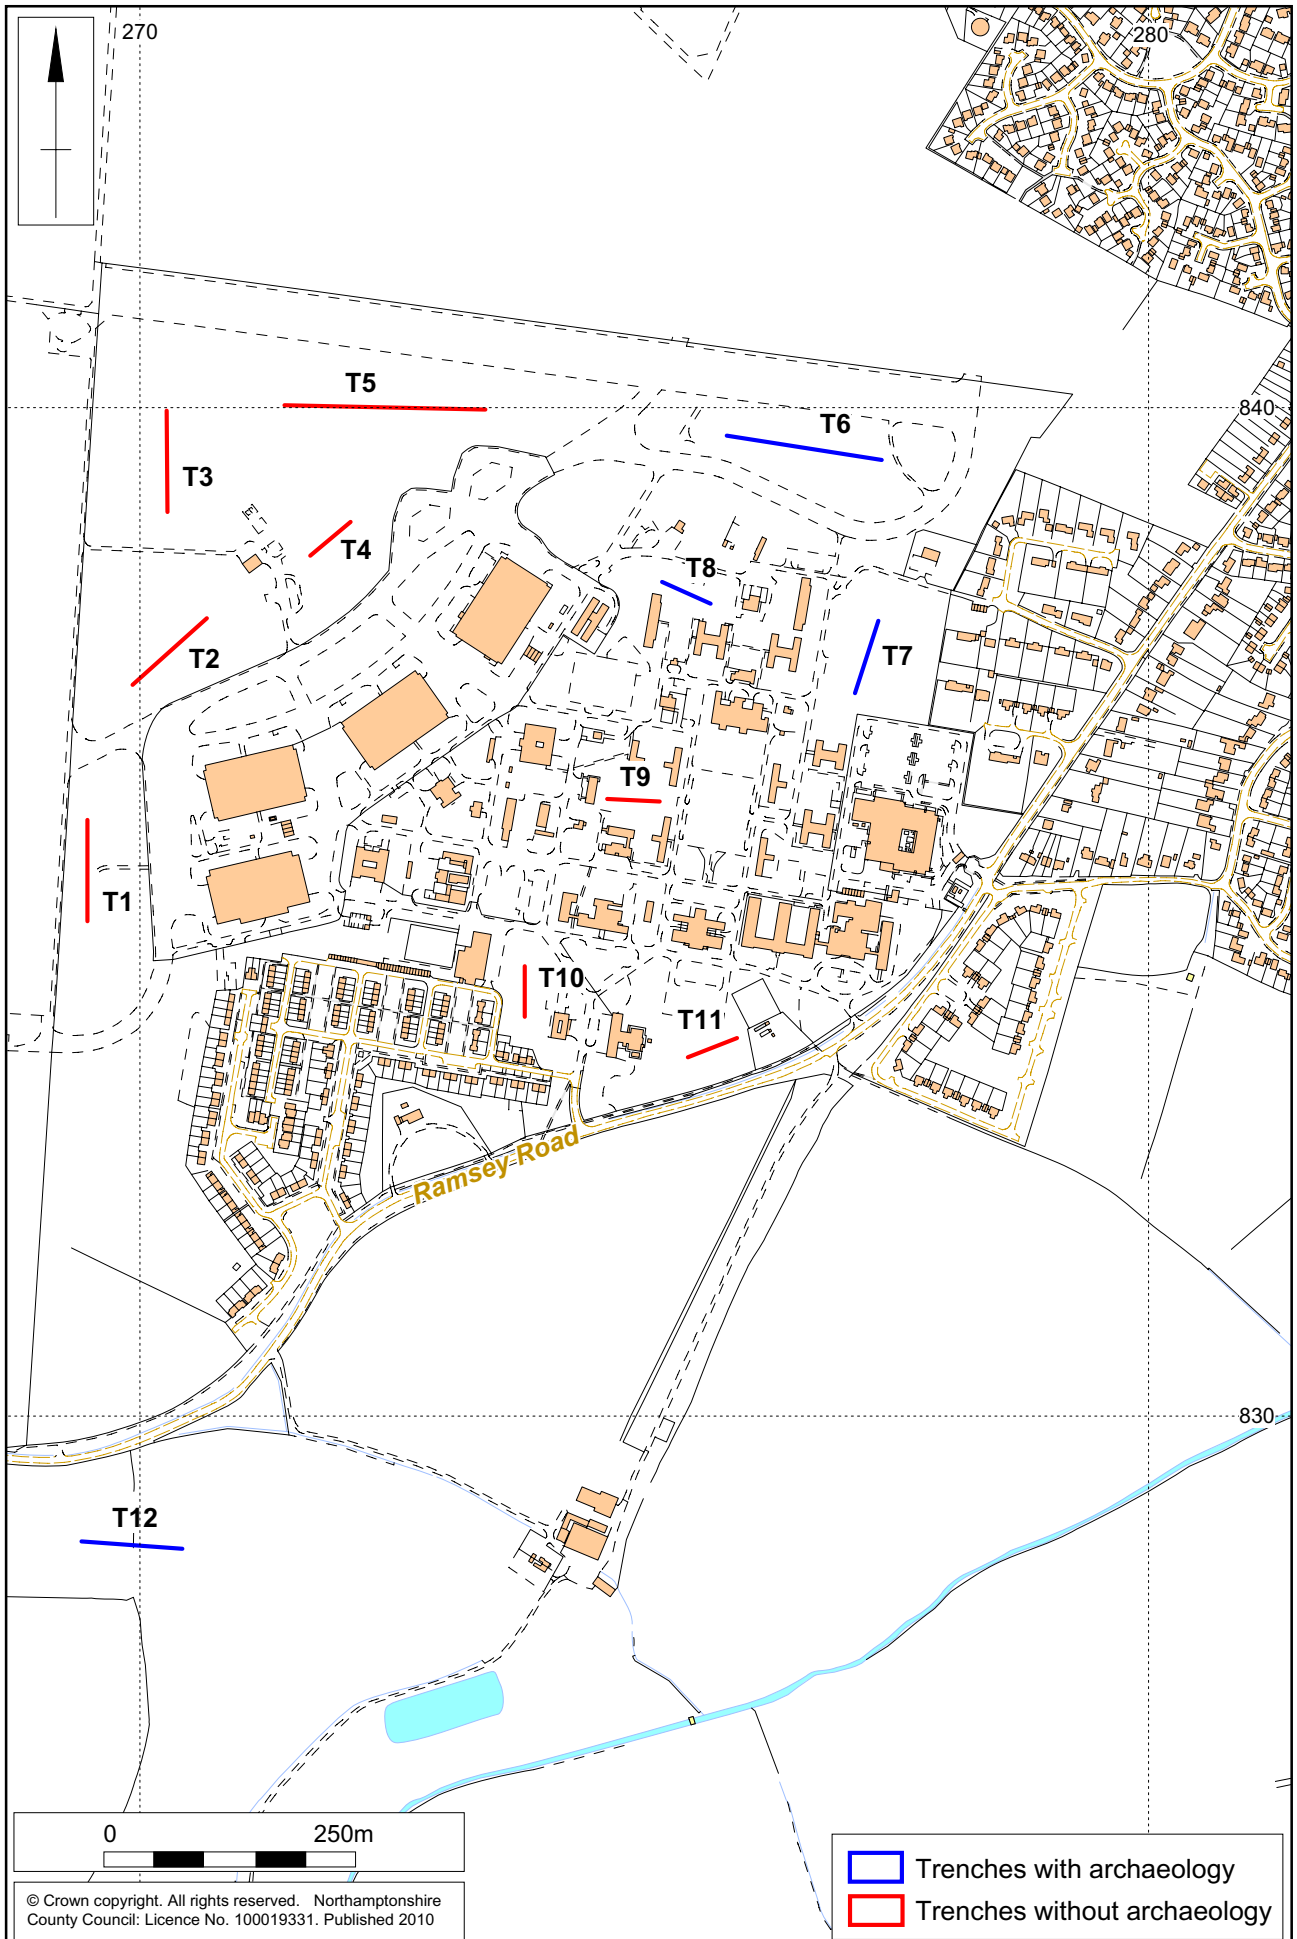 270
280
T5
840
T6
T3
T4
T8
T7
T2
T9
T1
T10
T11
Ramsey Road
830
T12
0 250m
© Crown copyright. All rights reserved. Northamptonshire
County Council: Licence No. 100019331. Published 2010
Trenches with archaeology
Trenches without archaeology